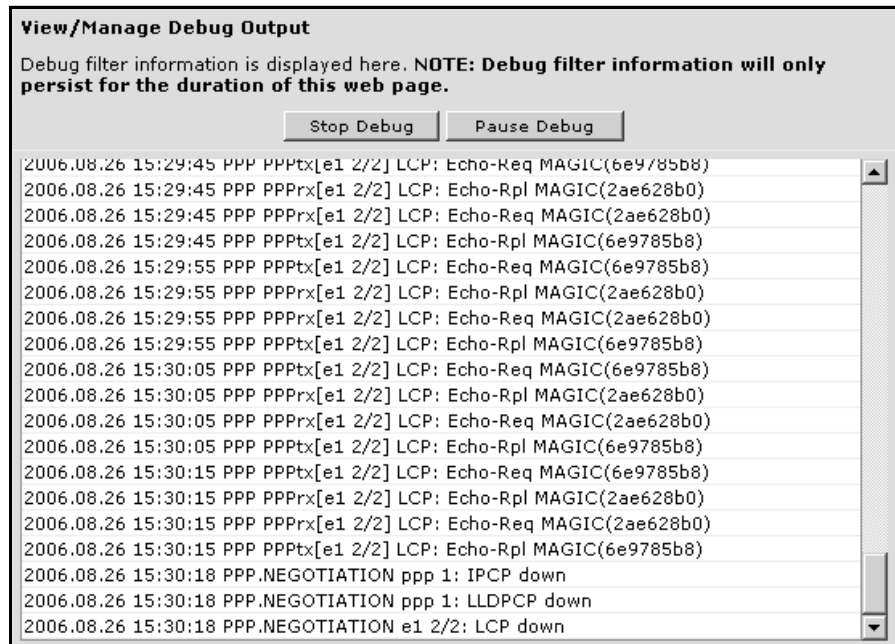 View/Manage Debug Output
Debug filter information is displayed here. NOTE: Debug filter information will only
persist for the duration of this web page.
Stop Debug Pause Debug
2006.08.26 15:29:45 PPP PPPtx[e1 2/2] LCP: Echo-Req MAGIC(6e9785b8)
2006.08.26 15:29:45 PPP PPPrx[e1 2/2] LCP: Echo-Rpl MAGIC(2ae628b0)
2006.08.26 15:29:45 PPP PPPrx[e1 2/2] LCP: Echo-Req MAGIC(2ae628b0)
2006.08.26 15:29:45 PPP PPPtx[e1 2/2] LCP: Echo-Rpl MAGIC(6e9785b8)
2006.08.26 15:29:55 PPP PPPtx[e1 2/2] LCP: Echo-Req MAGIC(6e9785b8)
2006.08.26 15:29:55 PPP PPPrx[e1 2/2] LCP: Echo-Rpl MAGIC(2ae628b0)
2006.08.26 15:29:55 PPP PPPrx[e1 2/2] LCP: Echo-Req MAGIC(2ae628b0)
2006.08.26 15:29:55 PPP PPPtx[e1 2/2] LCP: Echo-Rpl MAGIC(6e9785b8)
2006.08.26 15:30:05 PPP PPPtx[e1 2/2] LCP: Echo-Req MAGIC(6e9785b8)
2006.08.26 15:30:05 PPP PPPrx[e1 2/2] LCP: Echo-Rpl MAGIC(2ae628b0)
2006.08.26 15:30:05 PPP PPPrx[e1 2/2] LCP: Echo-Req MAGIC(2ae628b0)
2006.08.26 15:30:05 PPP PPPtx[e1 2/2] LCP: Echo-Rpl MAGIC(6e9785b8)
2006.08.26 15:30:15 PPP PPPtx[e1 2/2] LCP: Echo-Req MAGIC(6e9785b8)
2006.08.26 15:30:15 PPP PPPrx[e1 2/2] LCP: Echo-Rpl MAGIC(2ae628b0)
2006.08.26 15:30:15 PPP PPPrx[e1 2/2] LCP: Echo-Req MAGIC(2ae628b0)
2006.08.26 15:30:15 PPP PPPtx[e1 2/2] LCP: Echo-Rpl MAGIC(6e9785b8)
2006.08.26 15:30:18 PPP.NEGOTIATION ppp 1: IPCP down
2006.08.26 15:30:18 PPP.NEGOTIATION ppp 1: LLDPCP down
2006.08.26 15:30:18 PPP.NEGOTIATION e1 2/2: LCP down